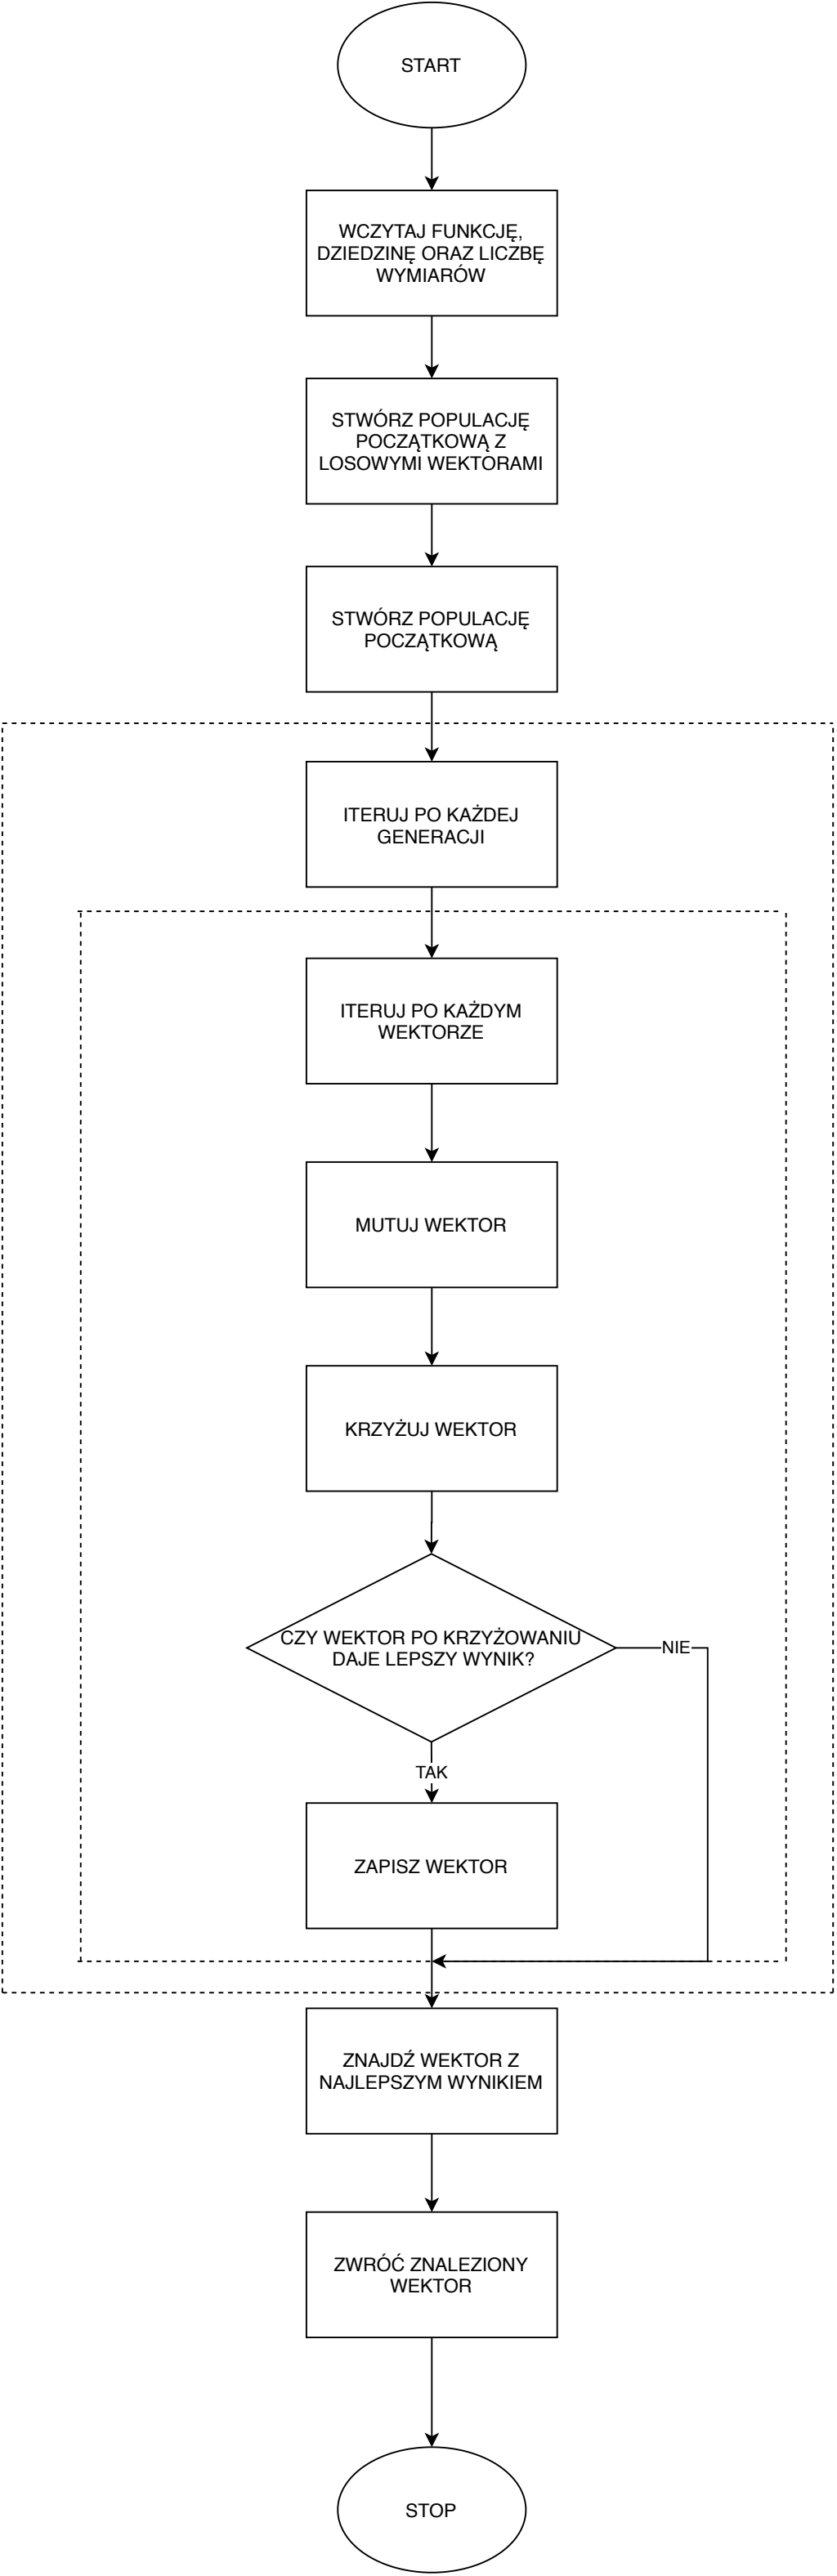 START
WCZYTAJ FUNKCJĘ,
DZIEDZINĘ ORAZ LICZBĘ
WYMIARÓW
STWÓRZ POPULACJĘ
POCZĄTKOWĄ Z
LOSOWYMI WEKTORAMI
STWÓRZ POPULACJĘ
POCZĄTKOWĄ
ITERUJ PO KAŻDEJ
GENERACJI
ITERUJ PO KAŻDYM
WEKTORZE
MUTUJ WEKTOR
KRZYŻUJ WEKTOR
CZY WEKTOR PO KRZYŻOWANIU
DAJE LEPSZY WYNIK?
NIE
TAK
ZAPISZ WEKTOR
ZNAJDŹ WEKTOR Z
NAJLEPSZYM WYNIKIEM
ZWRÓĆ ZNALEZIONY
WEKTOR
STOP